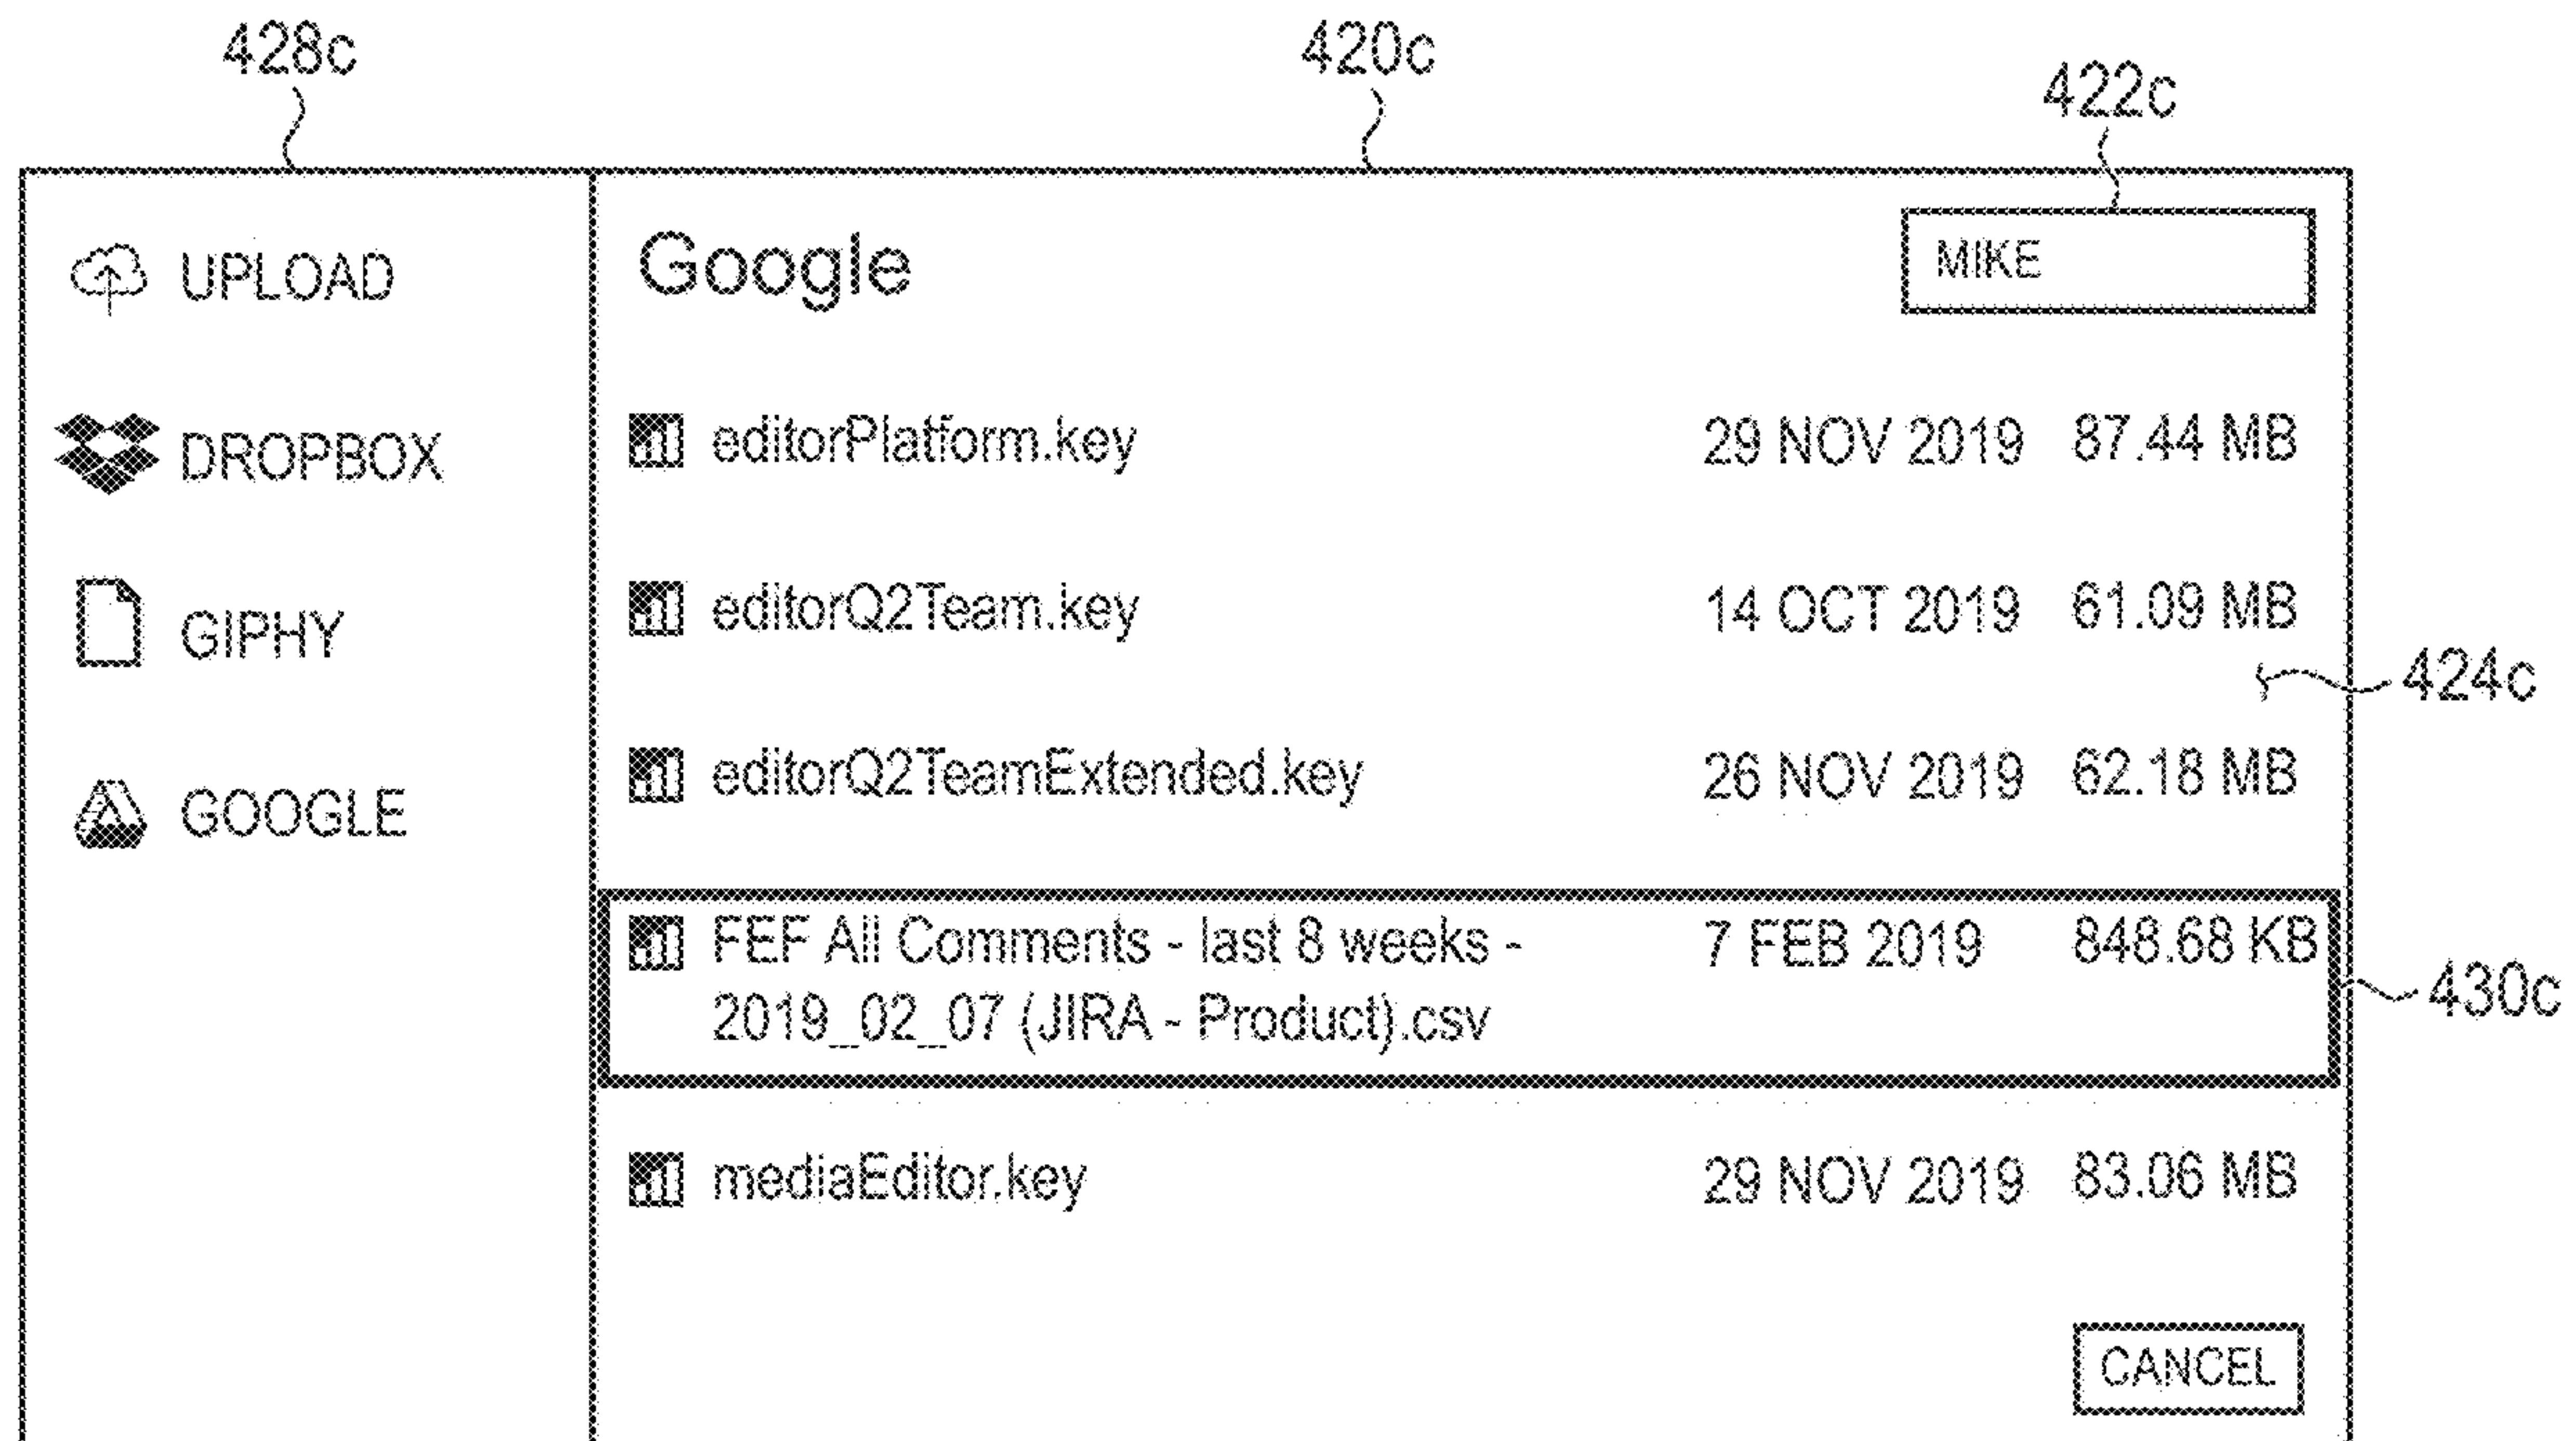 428c
420c
422c
UPLOAD
DROPBOX
GIPHY
GOOGLE
Google
MIKE
editorPlatform.key 29 NOV 2019 87.44 MB
editorQ2Team.key 14 OCT 2019 61.09 MB
424c
editorQ2TeamExtended.key 26 NOV 2019 62.18 MB
FEF All Comments - last 8 weeks - 7 FEB 2019 848.68 KB
2019_02_07 (JIRA - Product).csv
430c
mediaEditor.key 29 NOV 2019 83.06 MB
CANCEL